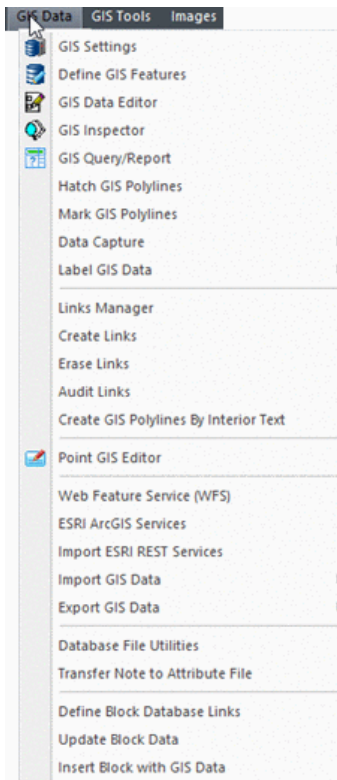 GIS Data GIS Tools Images
GIS Settings
Define GIS Features
GIS Data Editor
GIS Inspector
GIS Query/Report
Hatch GIS Polylines
Mark GIS Polylines
Data Capture
Label GIS Data
Links Manager
Create Links
Erase Links
Audit Links
Create GIS Polylines By Interior Text
Point GIS Editor
Web Feature Service (WFS)
ESRI ArcGIS Services
Import ESRI REST Services
Import GIS Data
Export GIS Data
Database File Utilities
Transfer Note to Attribute File
Define Block Database Links
Update Block Data
Insert Block with GIS Data